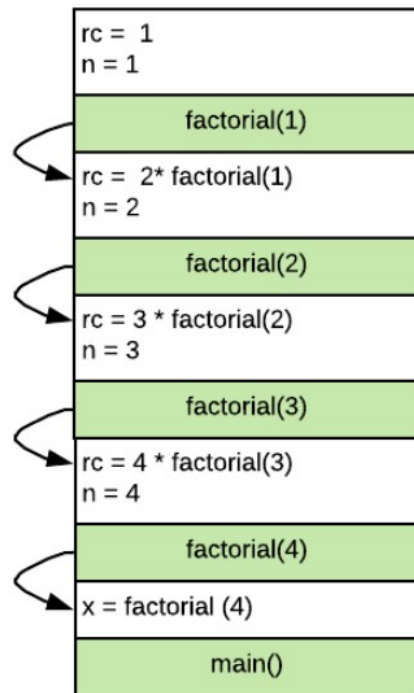 rc =  1
n = 1
factorial(1)
rc =  2* factorial(1)
n = 2
factorial(2)
rc = 3 * factorial(2)
n = 3
factorial(3)
rc = 4 * factorial(3)
n = 4
factorial(4)
x = factorial (4)
main()